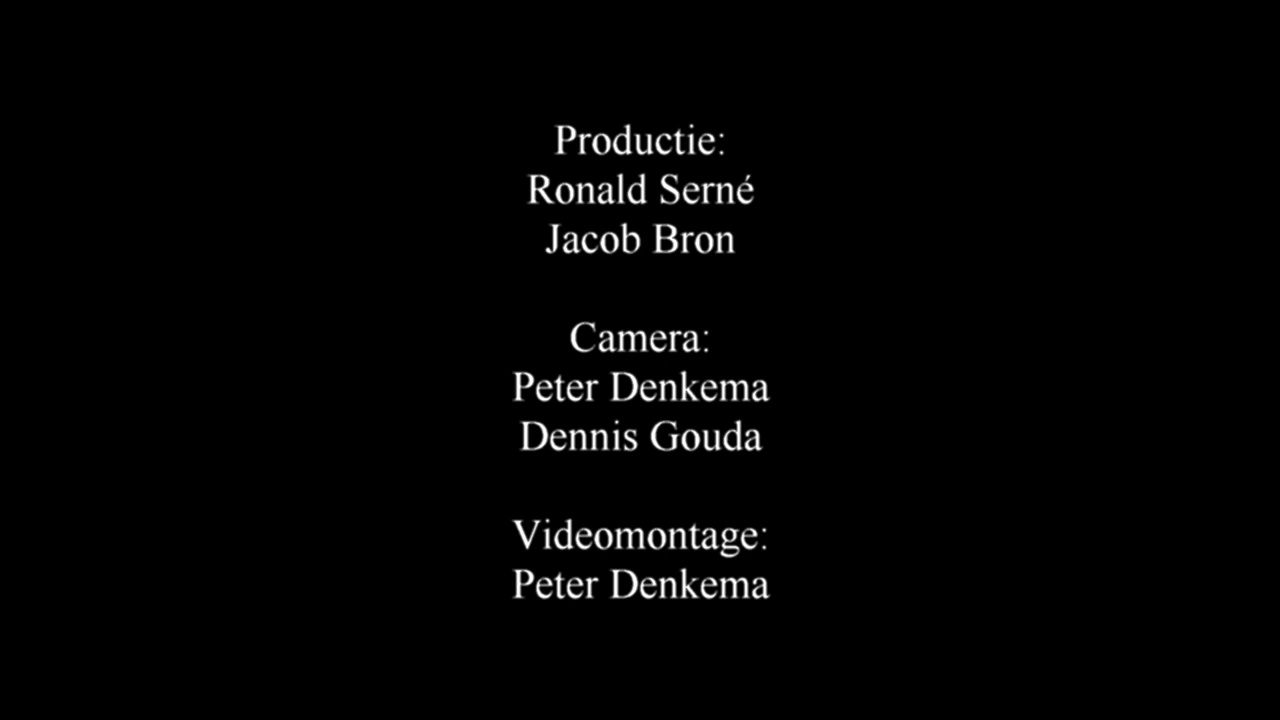 Productie:
Ronald Serné
Jacob Bron
Camera:
Peter Denkema
Dennis Gouda
Videomontage:
Peter Denkema